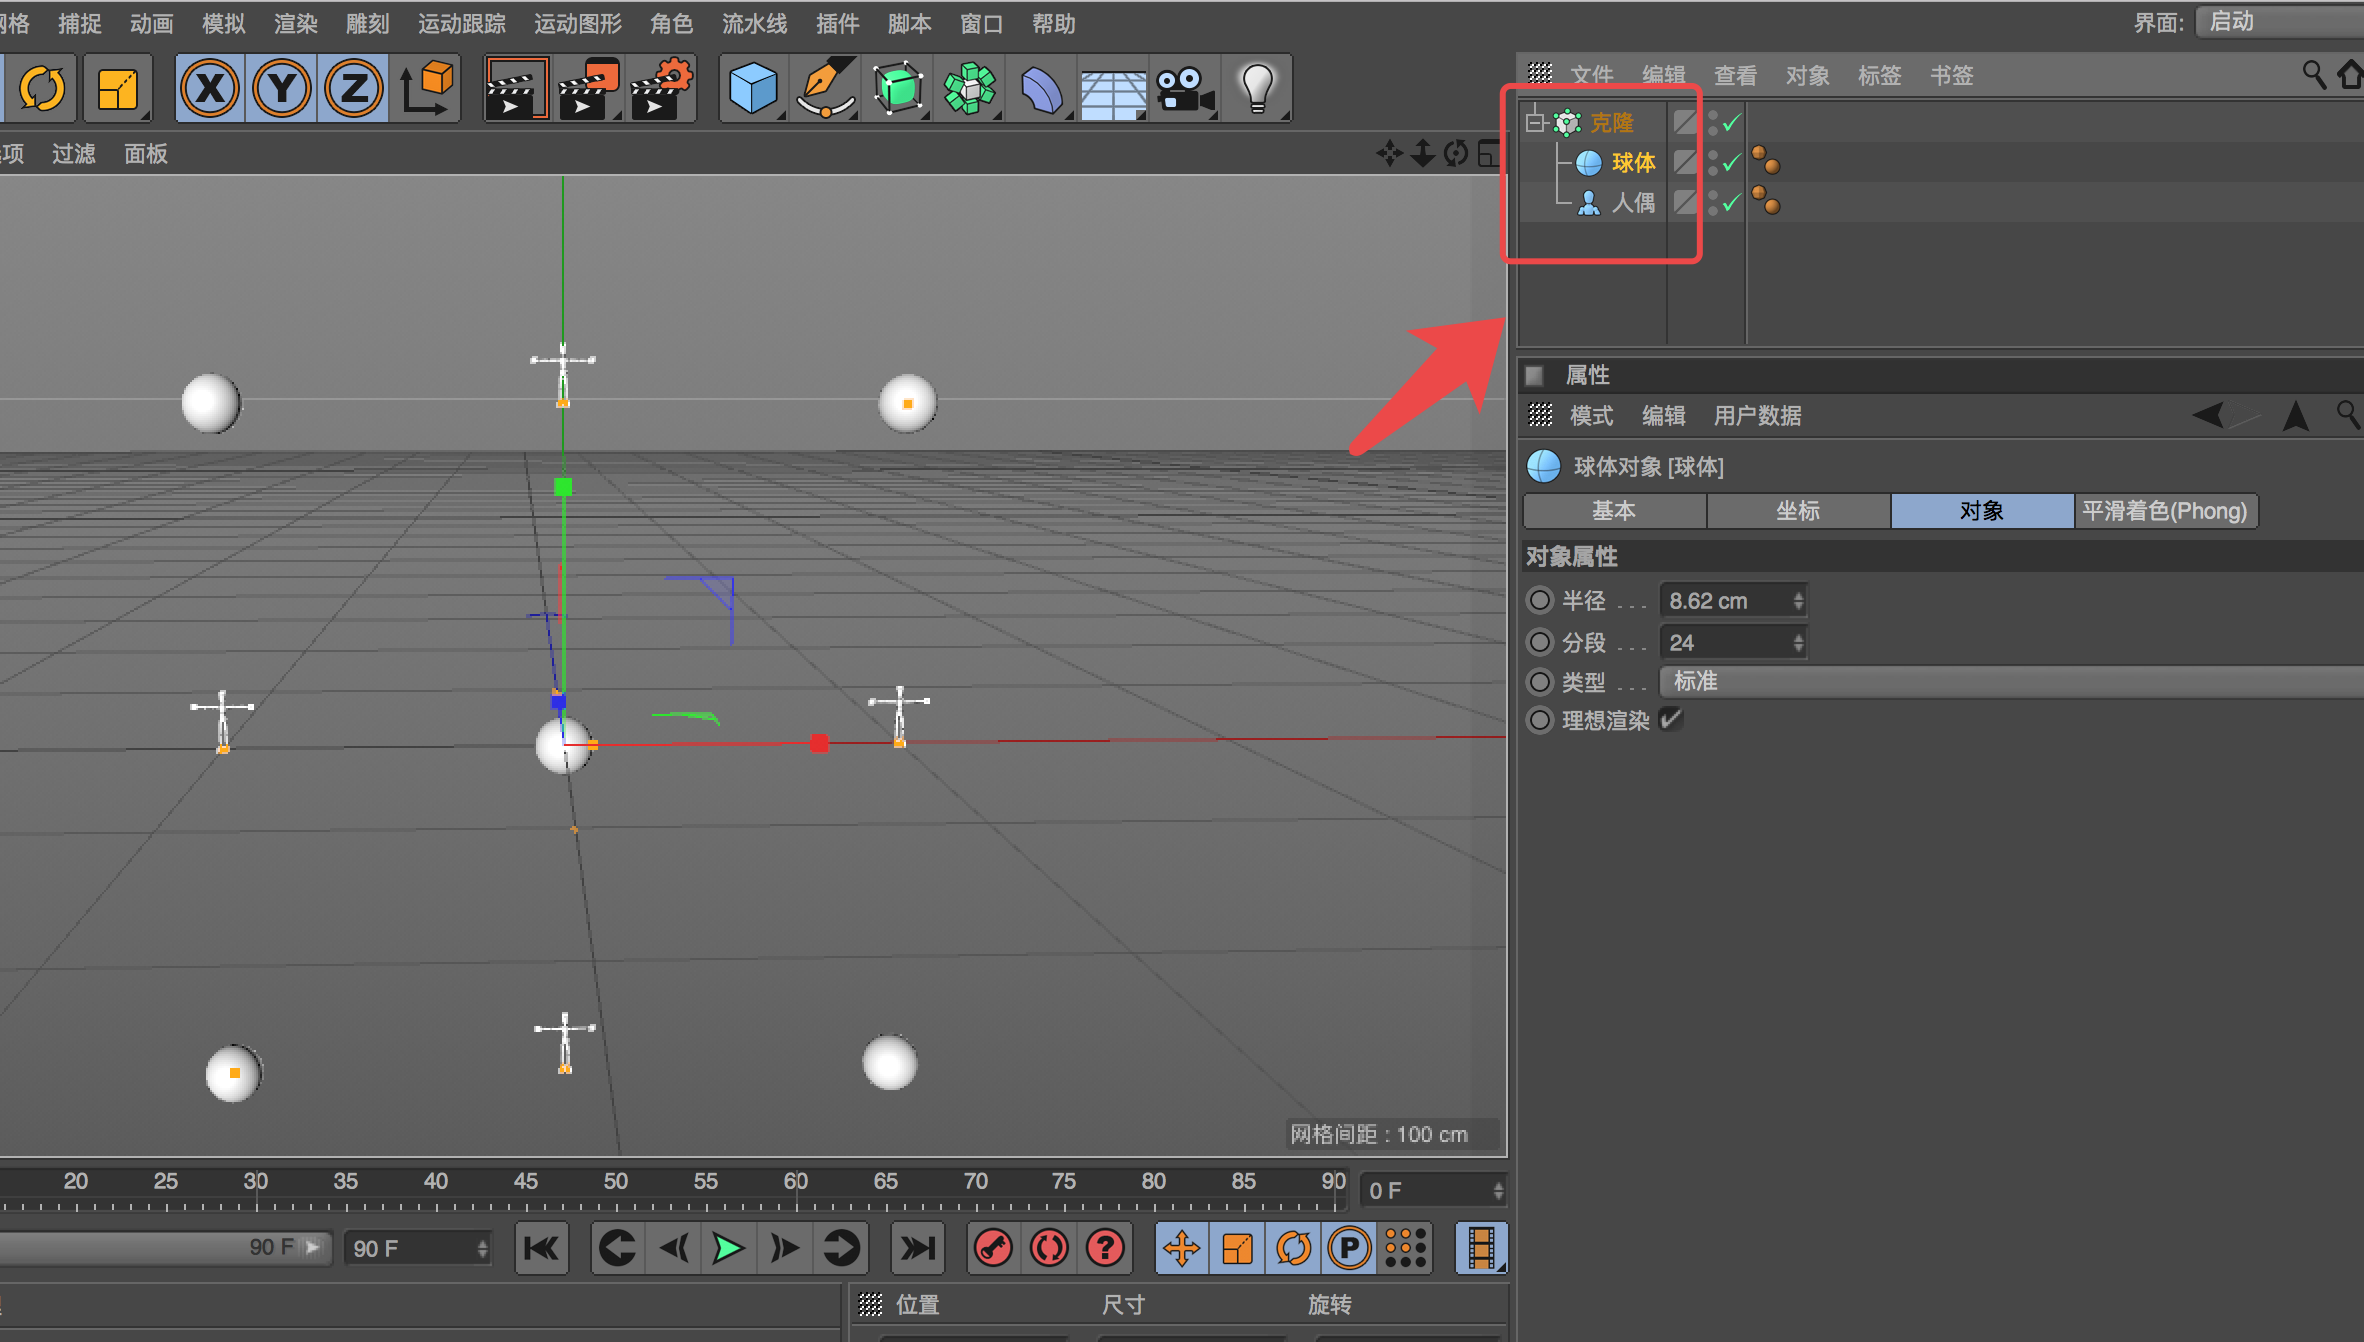 网格 捕捉 动画 模拟 渲染 雕刻 运动跟踪 运动图形 角色 流水线 插件 脚本 窗口 帮助
界面: 启动
X Y Z
文件 编辑 查看 对象 标签 书签
过滤 面板
克隆
球体
人偶
属性
模式 编辑 用户数据
球体对象 [球体]
基本 坐标 对象 平滑着色(Phong)
对象属性
半径 . . . 8.62 cm
分段 . . . 24
类型 . . . 标准
理想渲染
网格间距 : 100 cm
20 25 30 35 40 45 50 55 60 65 70 75 80 85 90
0 F
90 F
90 F
? P
位置 尺寸 旋转